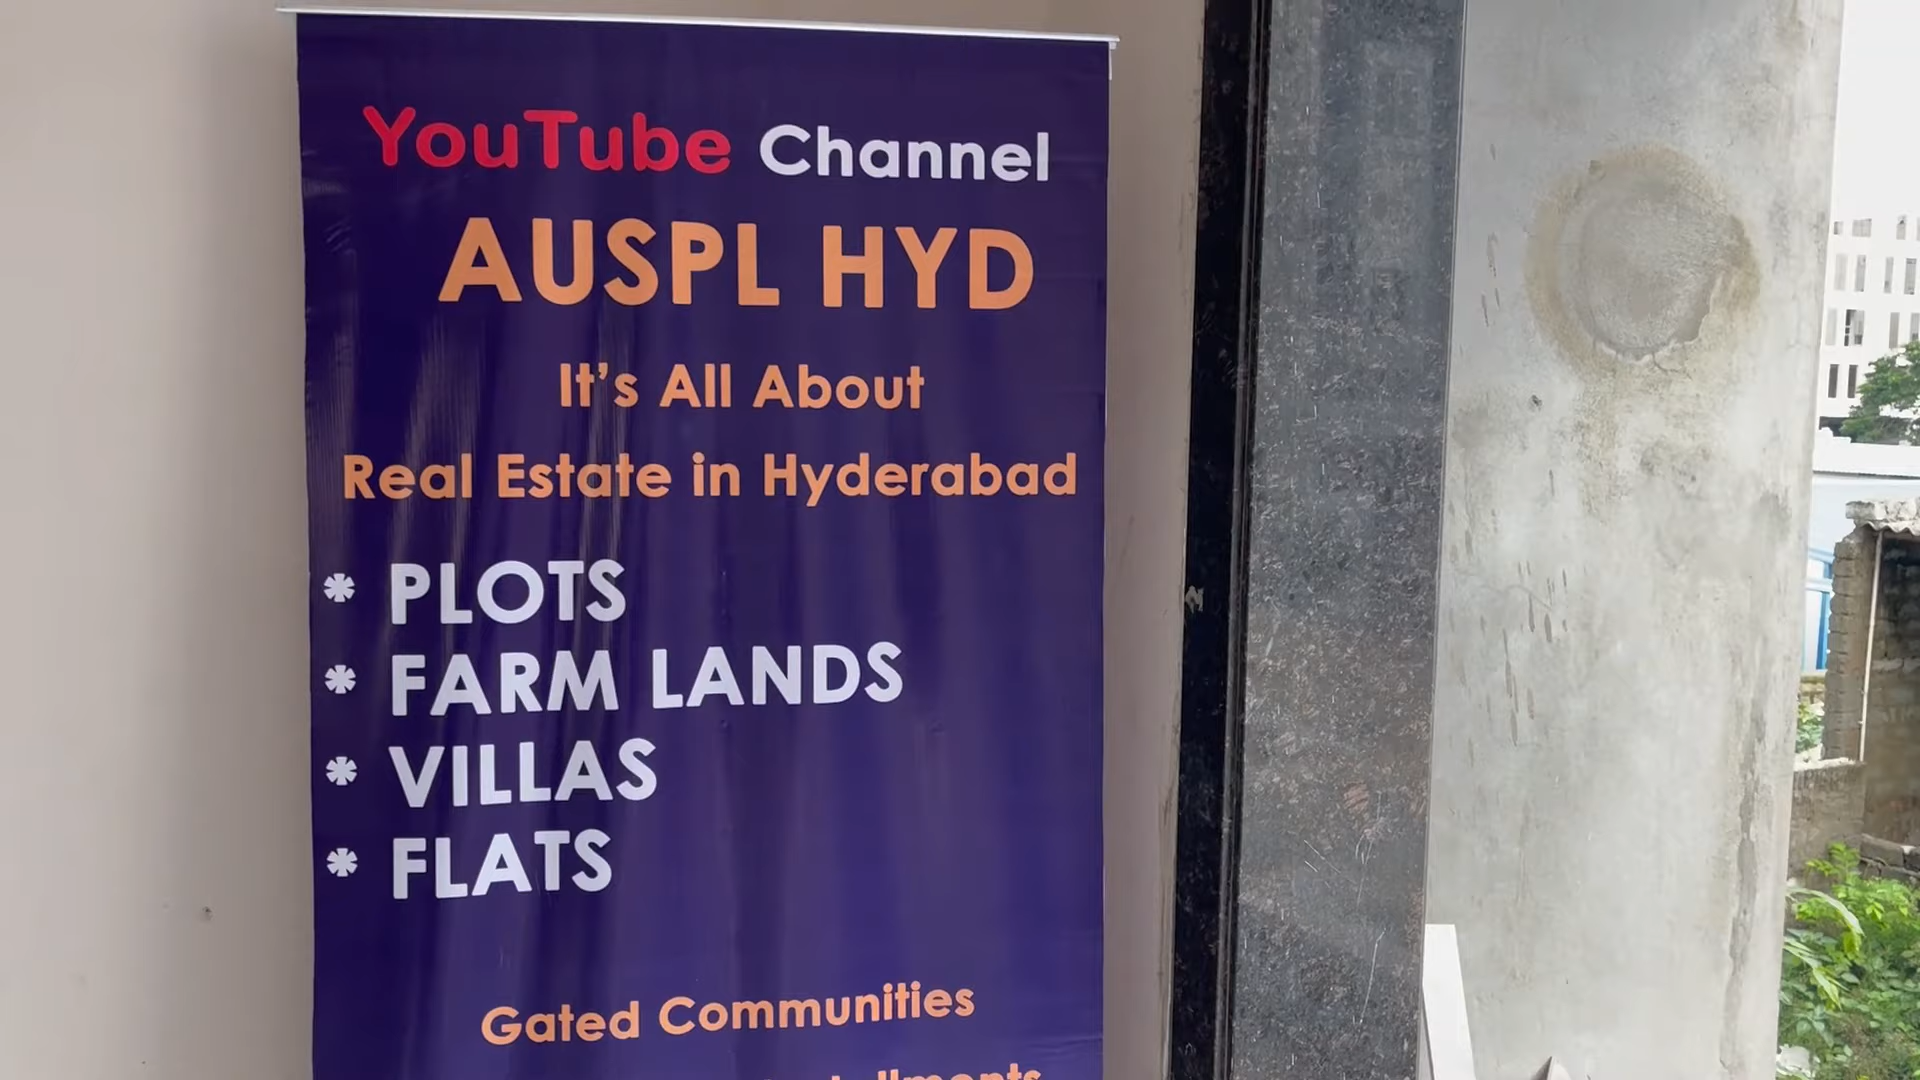 YouTube Channel
AUSPL HYD
It's All About
Real Estate in Hyderabad
* PLOTS
* FARM LANDS
* VILLAS
* FLATS
Gated Communities